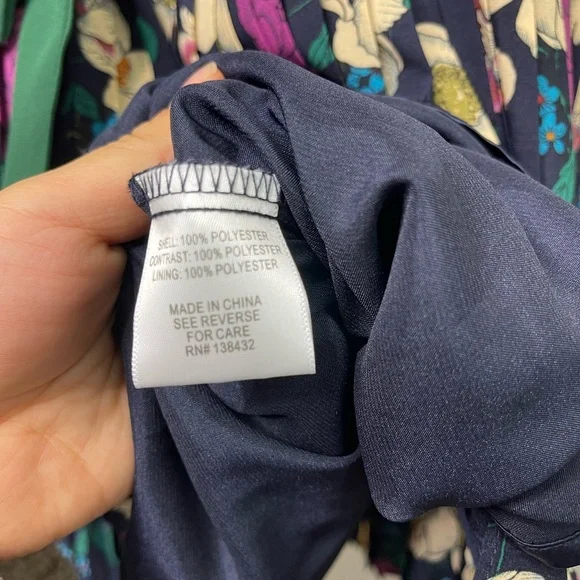 SHELL: 100% POLYESTER
CONTRAST: 100% POLYESTER
LINING: 100% POLYESTER
MADE IN CHINA
SEE REVERSE
FOR CARE
RN# 138432